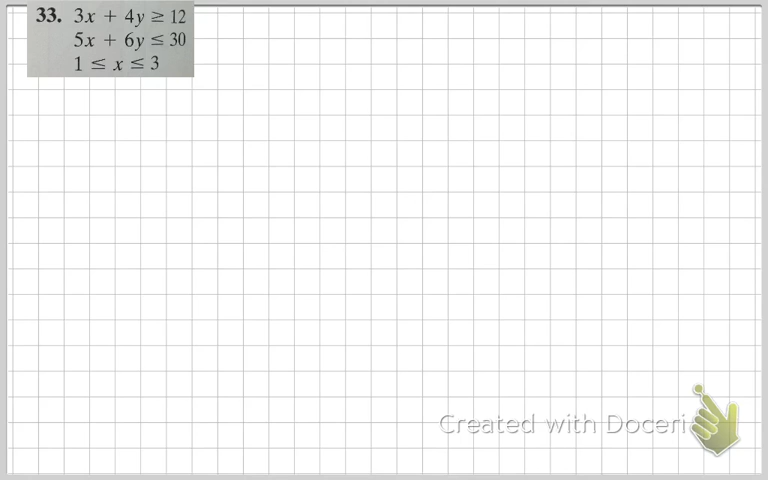 33. 3x + 4y ≥ 12
5x + 6y ≤ 30
1 ≤ x ≤ 3
Created with Doceri